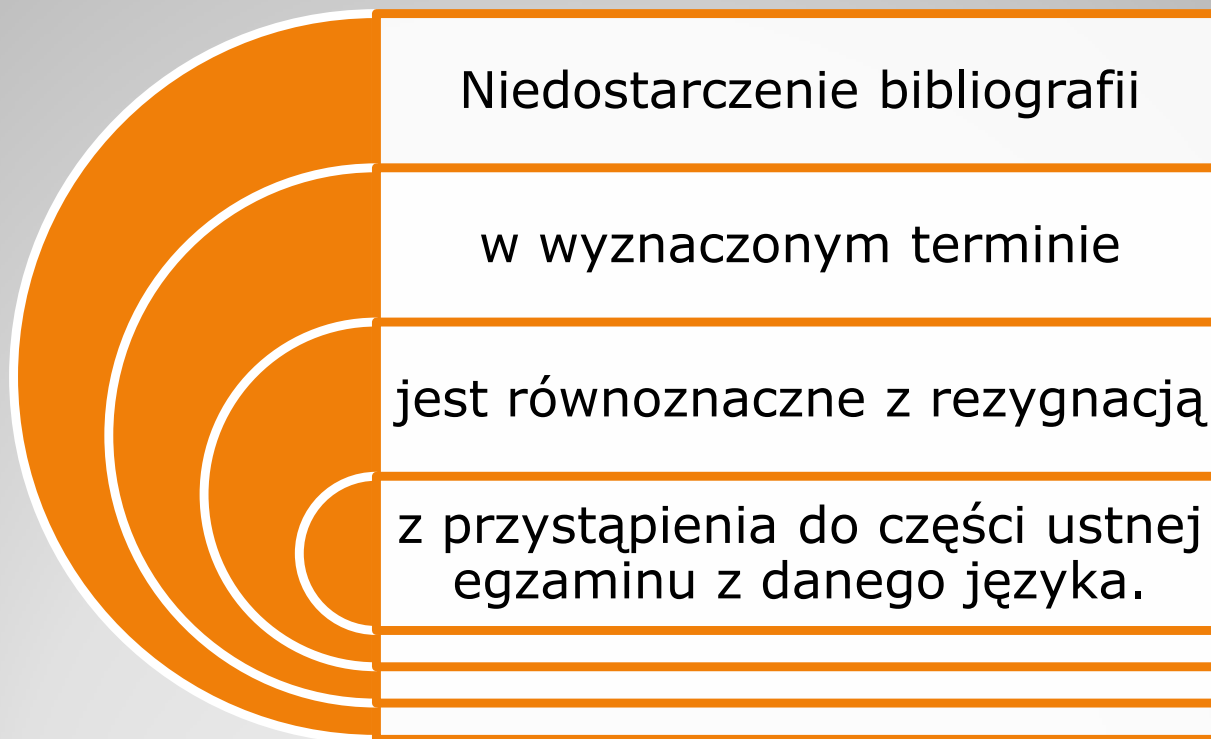 Niedostarczenie bibliografii
w wyznaczonym terminie
jest równoznaczne z rezygnacją
z przystąpienia do części ustnej
egzaminu z danego języka.